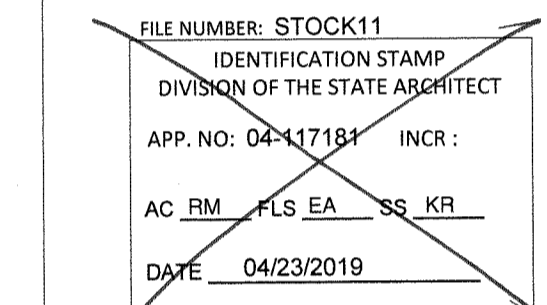 FILE NUMBER: STOCK11
IDENTIFICATION STAMP
DIVISION OF THE STATE ARCHITECT
APP. NO: 04-117181 INCR :
AC RM FLS EA SS KR
DATE 04/23/2019